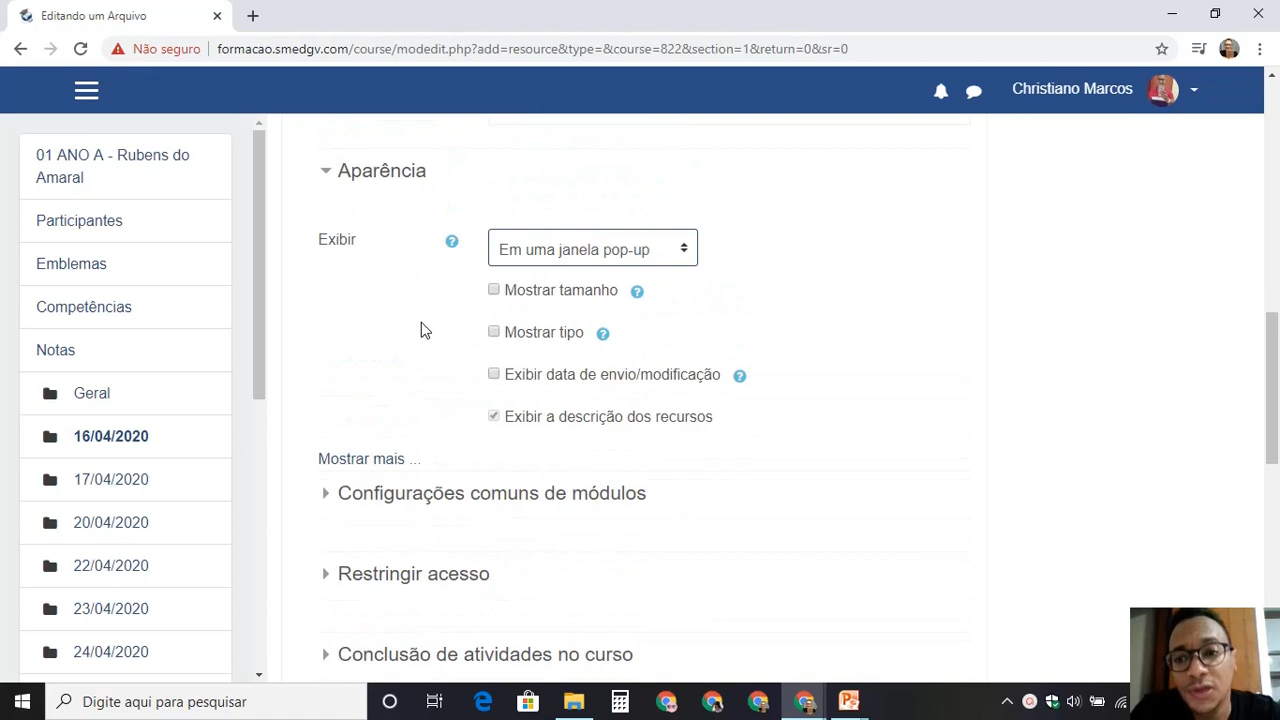 Editando um Arquivo
Não seguro
formacao.smedgv.com/course/modedit.php?add=resource&type=&course=822&section=1&return=0&sr=0
Christiano Marcos
01 ANO A - Rubens do
Amaral
Participantes
Emblemas
Competências
Notas
Geral
16/04/2020
17/04/2020
20/04/2020
22/04/2020
23/04/2020
24/04/2020
Aparência
Exibir
Em uma janela pop-up
Mostrar tamanho
Mostrar tipo
Exibir data de envio/modificação
Exibir a descrição dos recursos
Mostrar mais ...
Configurações comuns de módulos
Restringir acesso
Conclusão de atividades no curso
Digite aqui para pesquisar